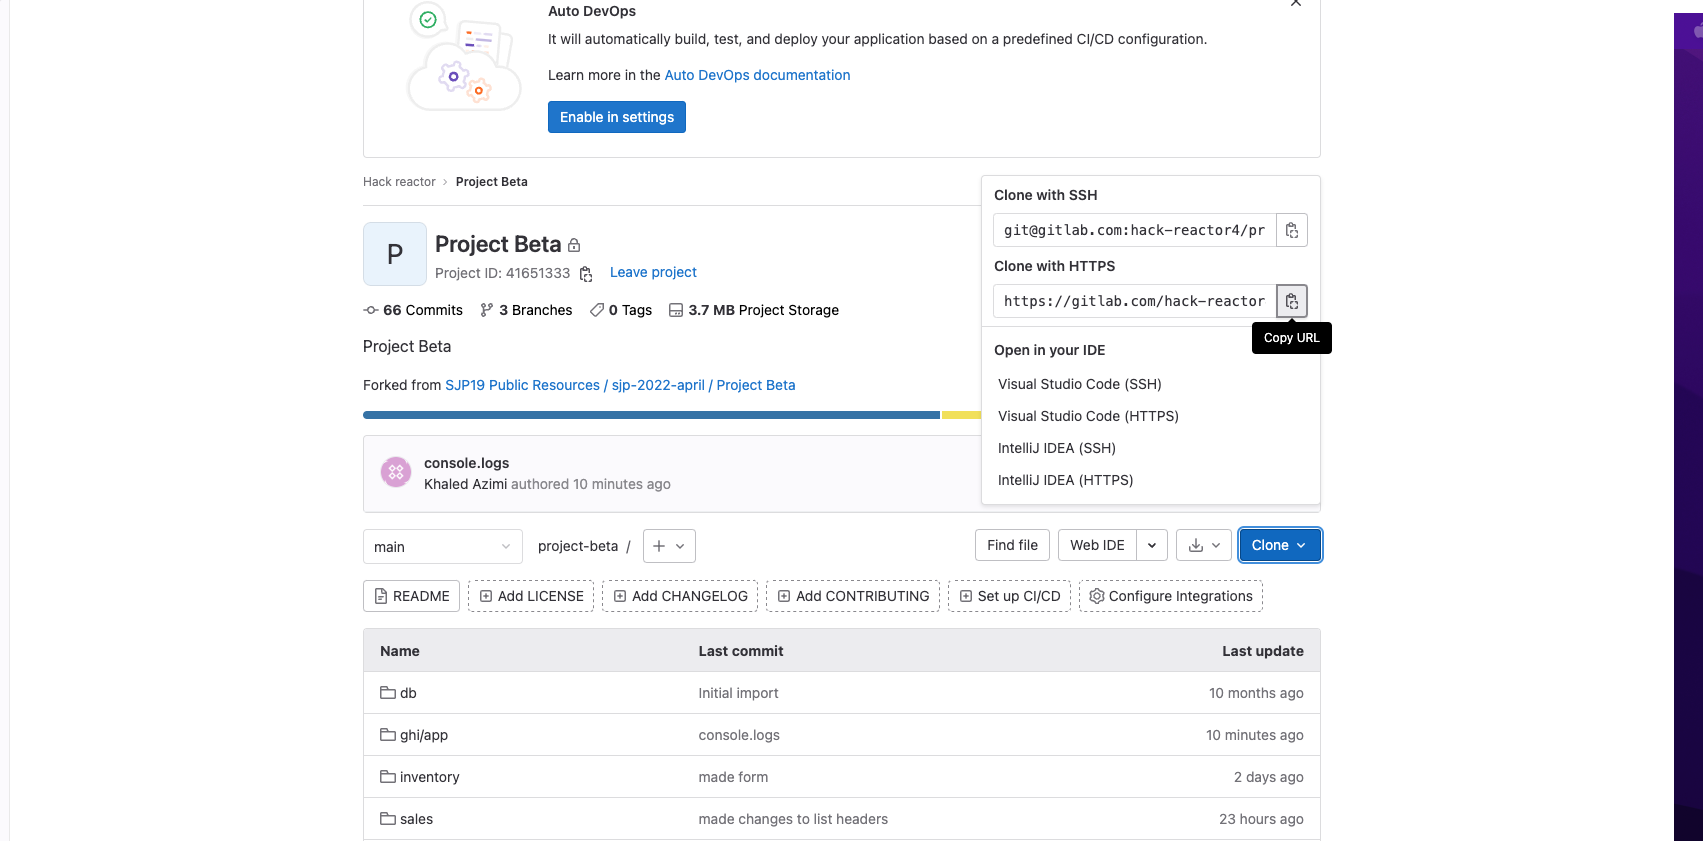 Auto DevOps
It will automatically build, test, and deploy your application based on a predefined CI/CD configuration.
Learn more in the Auto DevOps documentation
Enable in settings
Hack reactor › Project Beta
P
Project Beta
Project ID: 41651333 Leave project
66 Commits 3 Branches 0 Tags 3.7 MB Project Storage
Project Beta
Forked from SJP19 Public Resources / sjp-2022-april / Project Beta
Clone with SSH
git@gitlab.com:hack-reactor4/pr
Clone with HTTPS
https://gitlab.com/hack-reactor
Copy URL
Open in your IDE
Visual Studio Code (SSH)
Visual Studio Code (HTTPS)
IntelliJ IDEA (SSH)
IntelliJ IDEA (HTTPS)
console.logs
Khaled Azimi authored 10 minutes ago
main project-beta / Find file Web IDE Clone
README Add LICENSE Add CHANGELOG Add CONTRIBUTING Set up CI/CD Configure Integrations
Name Last commit Last update
db Initial import 10 months ago
ghi/app console.logs 10 minutes ago
inventory made form 2 days ago
sales made changes to list headers 23 hours ago